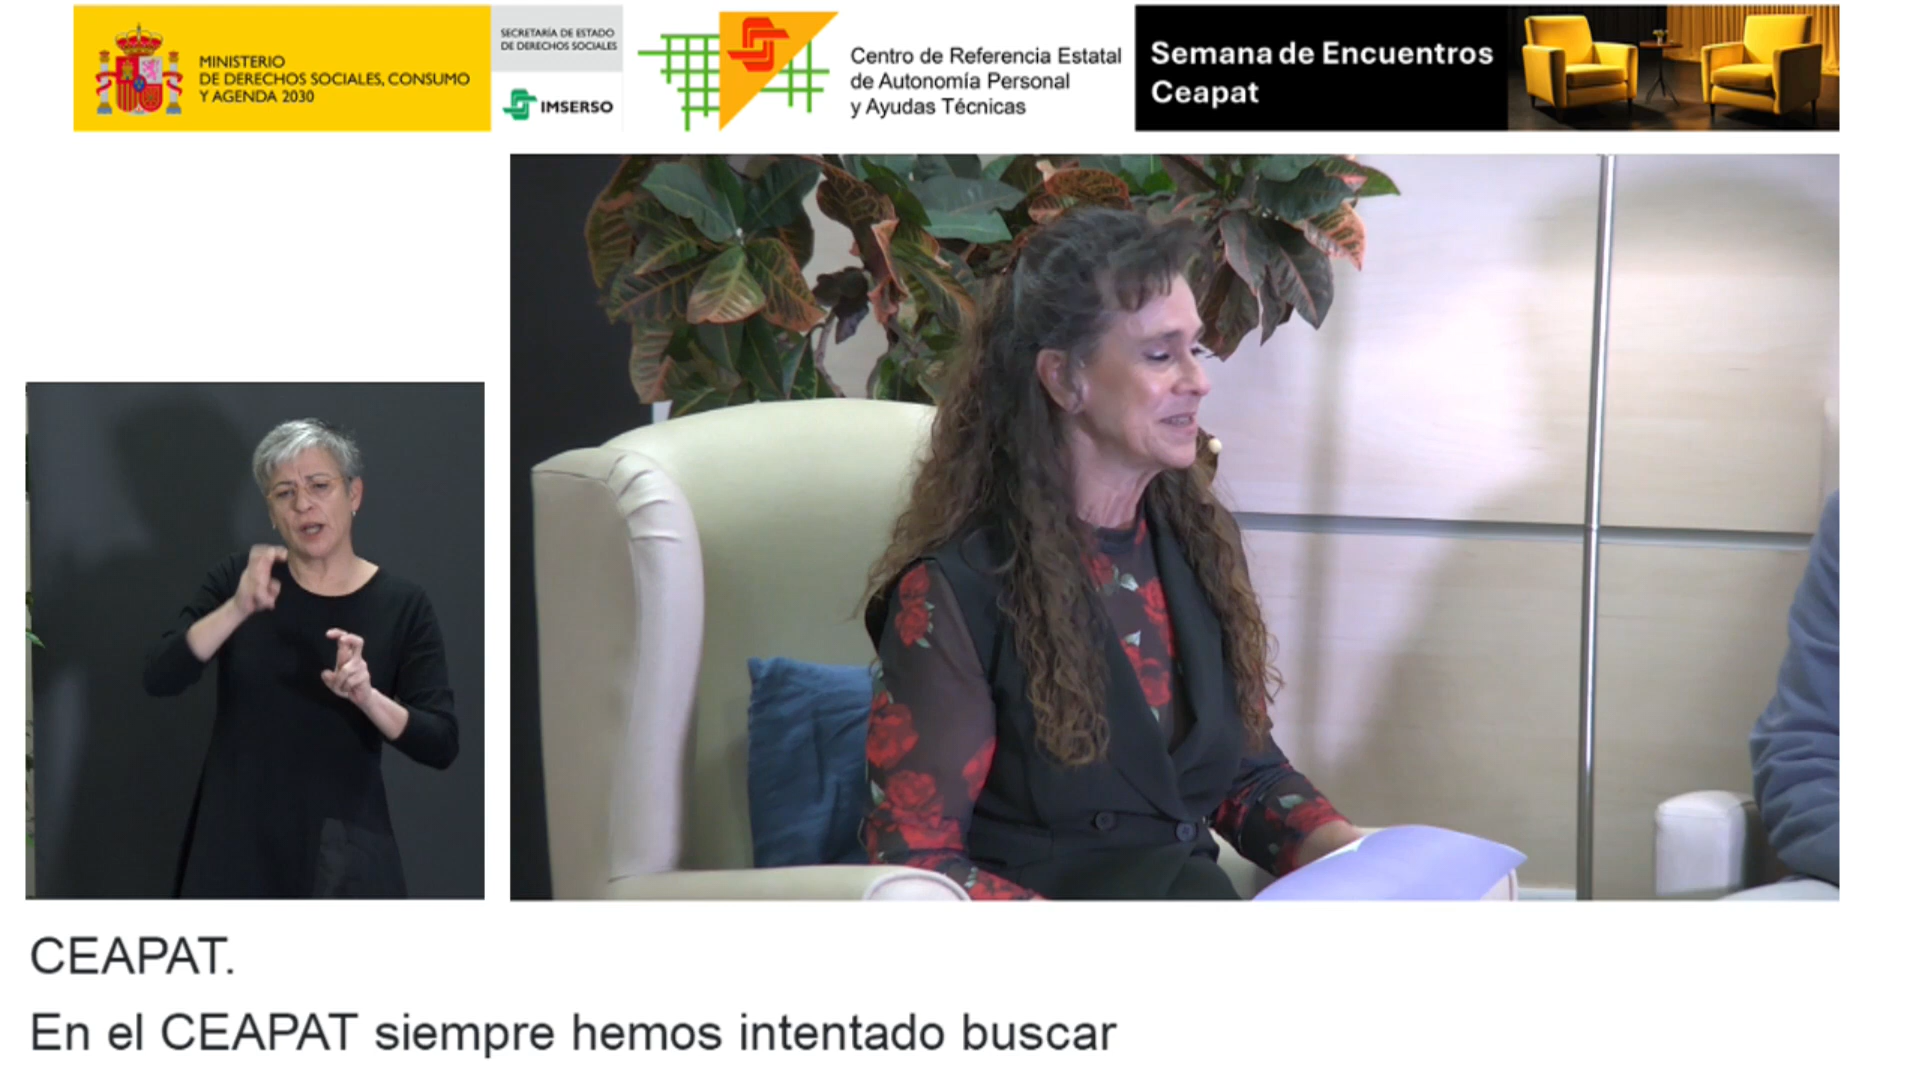 MINISTERIO
DE DERECHOS SOCIALES, CONSUMO
Y AGENDA 2030
SECRETARÍA DE ESTADO
DE DERECHOS SOCIALES
IMSERSO
Centro de Referencia Estatal
de Autonomía Personal
y Ayudas Técnicas
Semana de Encuentros
Ceapat
CEAPAT.
En el CEAPAT siempre hemos intentado buscar